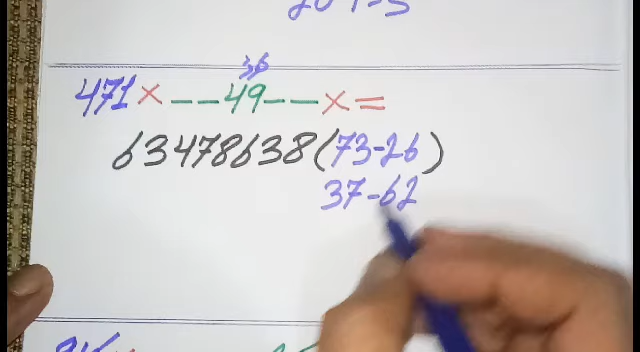 36
471 × -- 49 -- × =
63478638 (73-26)
37-62